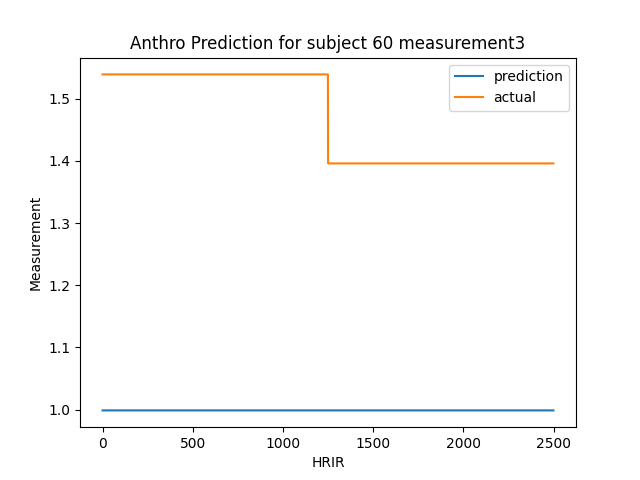 Anthro Prediction for subject 60 measurement3
prediction
actual
Measurement
1.5
1.4
1.3
1.2
1.1
1.0
0
500
1000
1500
2000
2500
HRIR